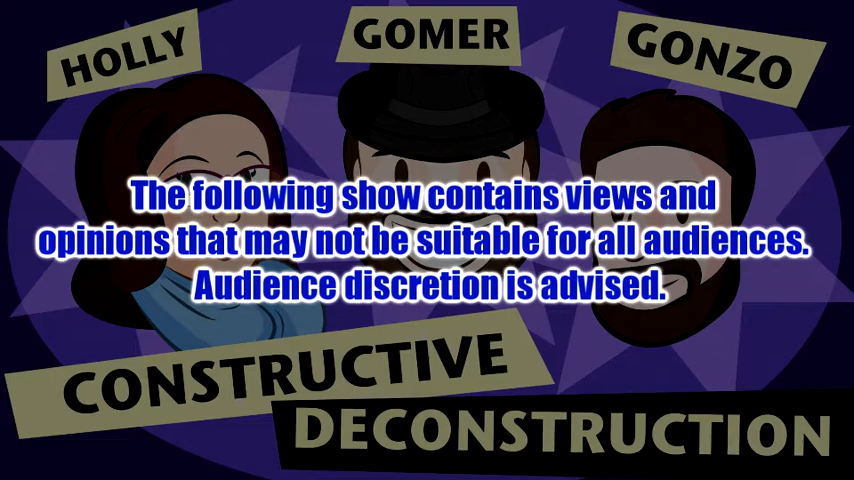 HOLLY
GOMER
GONZO
The following show contains views and
opinions that may not be suitable for all audiences.
Audience discretion is advised.
CONSTRUCTIVE
DECONSTRUCTION